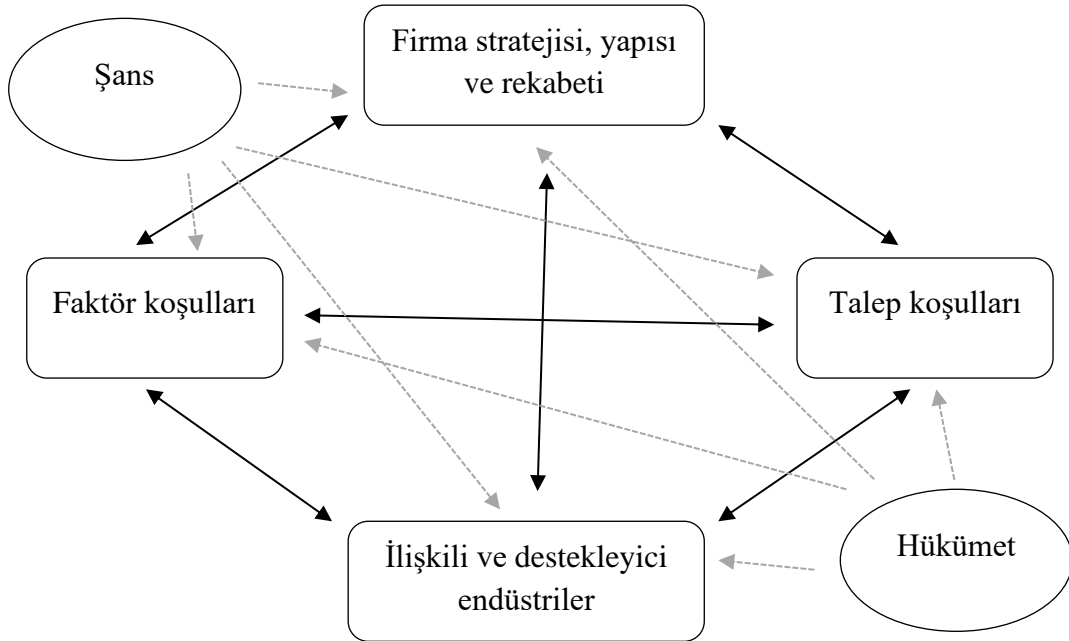 Firma stratejisi, yapısı
ve rekabeti
Şans
Faktör koşulları
Talep koşulları
İlişkili ve destekleyici
endüstriler
Hükümet